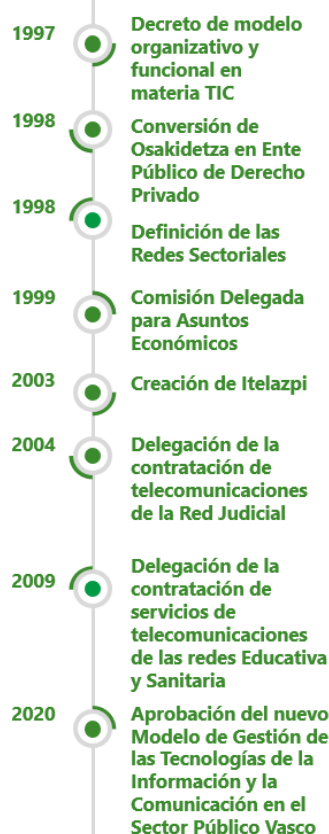 1997
Decreto de modelo
organizativo y
funcional en
materia TIC
1998
Conversión de
Osakidetza en Ente
Público de Derecho
Privado
1998
Definición de las
Redes Sectoriales
1999
Comisión Delegada
para Asuntos
Económicos
2003
Creación de Itelazpi
2004
Delegación de la
contratación de
telecomunicaciones
de la Red Judicial
2009
Delegación de la
contratación de
servicios de
telecomunicaciones
de las redes Educativa
y Sanitaria
2020
Aprobación del nuevo
Modelo de Gestión de
las Tecnologías de la
Información y la
Comunicación en el
Sector Público Vasco